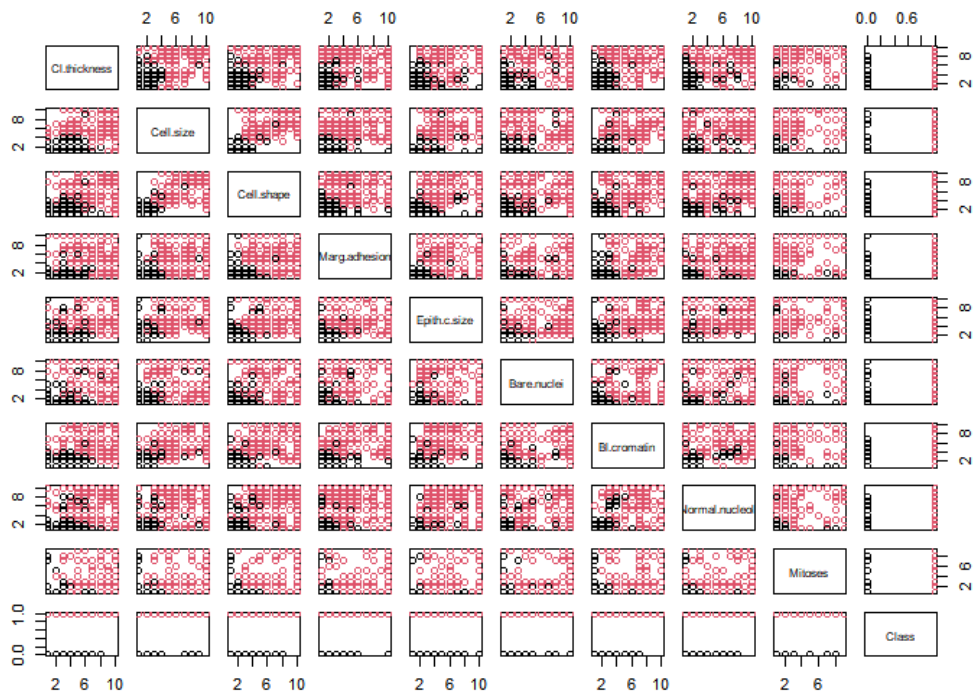 2 6 10 2 6 10 2 6 10 2 6 10 0.0 0.6
Cl.thickness 2 8
2 8 Cell.size
Cell.shape 2 8
2 8 Marg.adhesion
Epith.c.size 2 8
2 8 Bare.nuclei
Bl.cromatin 2 8
2 8 Normal.nucleoli
Mitoses 2 6
0.0 1.0 Class
2 6 10 2 6 10 2 6 10 2 6 10 2 6